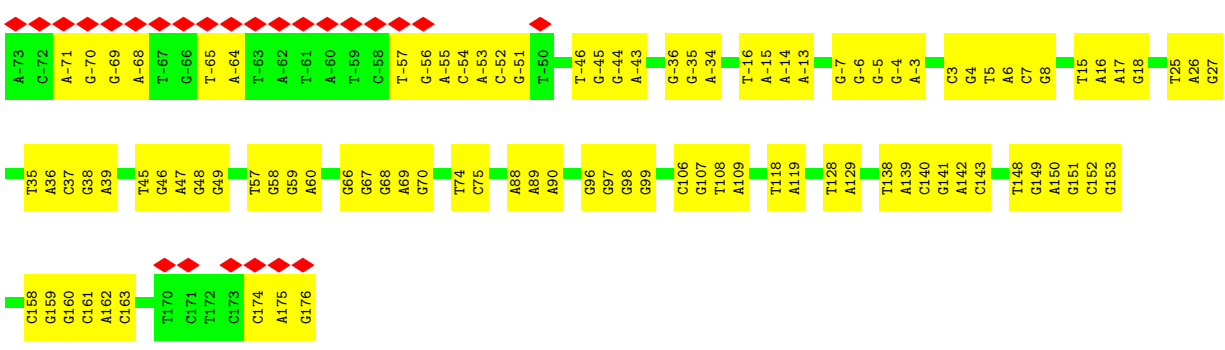 A-73 C-72 A-71 G-70 G-69 A-68 T-67 G-66 T-65 A-64 T-63 A-62 T-61 A-60 T-59 C-58 T-57 G-56 A-55 C-54 A-53 C-52 G-51 T-50 T-46 G-45 G-44 A-43 G-36 G-35 A-34 T-16 A-15 A-14 A-13 G-7 G-6 G-5 G-4 A-3 C3 G4 T5 A6 C7 G8 T15 A16 A17 G18 T25 A26 G27
T35 A36 C37 G38 A39 T45 G46 A47 G48 G49 T57 G58 G59 A60 G66 G67 G68 A69 G70 T74 C75 A88 A89 A90 G96 G97 G98 G99 C106 G107 T108 A109 T118 A119 T128 A129 T138 A139 C140 G141 A142 C143 T148 G149 A150 G151 C152 G153
C158 G159 G160 C161 A162 C163 T170 C171 T172 C173 C174 A175 G176